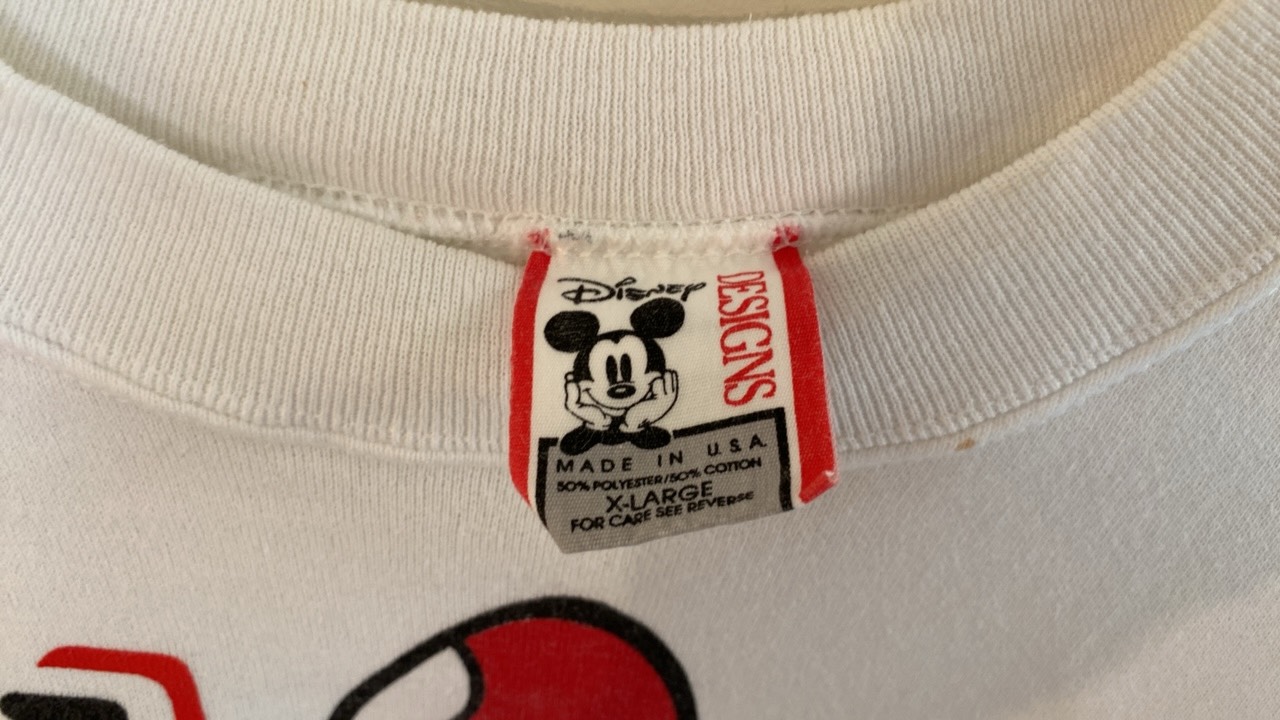 Disney
DESIGNS
MADE IN U.S.A.
50% POLYESTER/50% COTTON
X-LARGE
FOR CARE SEE REVERSE